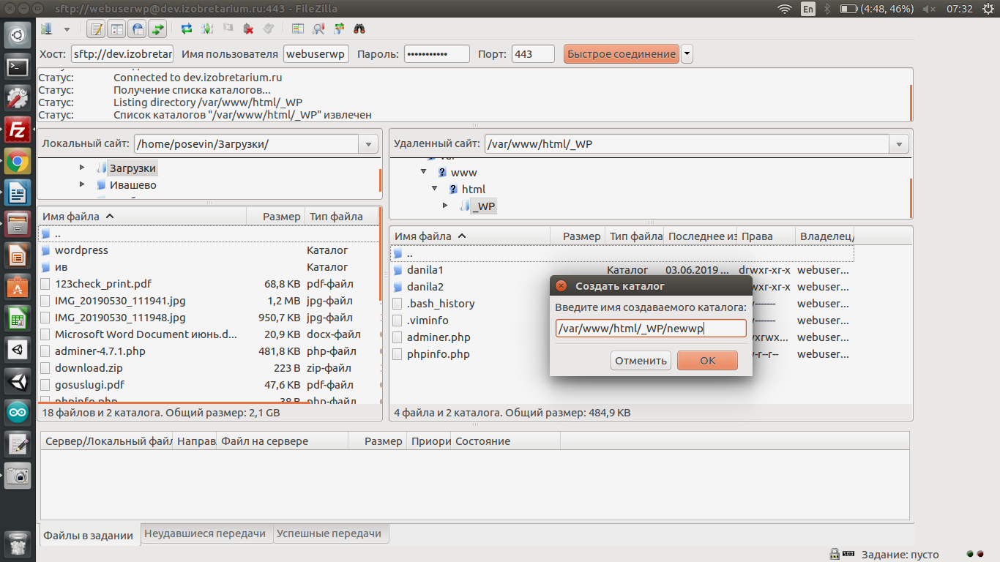 sftp://webuserwp@dev.izobretarium.ru:443 - FileZilla
En
(4:48, 46%)
07:32
Хост: sftp://dev.izobretar Имя пользователя webuserwp Пароль: ••••••••••• Порт: 443 Быстрое соединение
Статус: Connected to dev.izobretarium.ru
Статус: Получение списка каталогов...
Статус: Listing directory /var/www/html/_WP
Статус: Список каталогов "/var/www/html/_WP" извлечен
Локальный сайт: /home/posevin/Загрузки/
Загрузки
Ивашево
Имя файла Размер Тип файла
..
wordpress Каталог
ив Каталог
123check_print.pdf 68,8 KB pdf-файл
IMG_20190530_111941.jpg 1,2 MB jpg-файл
IMG_20190530_111948.jpg 950,7 KB jpg-файл
Microsoft Word Document июнь.d... 20,9 KB docx-файл
adminer-4.7.1.php 481,8 KB php-файл
download.zip 223 B zip-файл
gosuslugi.pdf 47,6 KB pdf-файл
phpinfo.php 38 B php-файл
18 файлов и 2 каталога. Общий размер: 2,1 GB
Удаленный сайт: /var/www/html/_WP
www
html
_WP
Имя файла Размер Тип файла Последнее из Права Владелец/
..
danila1 Каталог 03.06.2019 ... drwxr-xr-x webuser...
danila2 wxr-xr-x webuser...
.bash_history webuser...
.viminfo webuser...
adminer.php webuser...
phpinfo.php webuser...
4 файла и 2 каталога. Общий размер: 484,9 KB
Создать каталог
Введите имя создаваемого каталога:
/var/www/html/_WP/newwp
Отменить OK
Сервер/Локальный файл Направ Файл на сервере Размер Приори Состояние
Файлы в задании Неудавшиеся передачи Успешные передачи
Задание: пусто